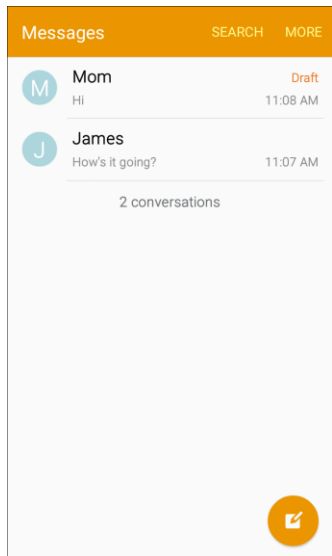 Messages SEARCH MORE
M Mom Draft
Hi 11:08 AM
J James
How's it going? 11:07 AM
2 conversations